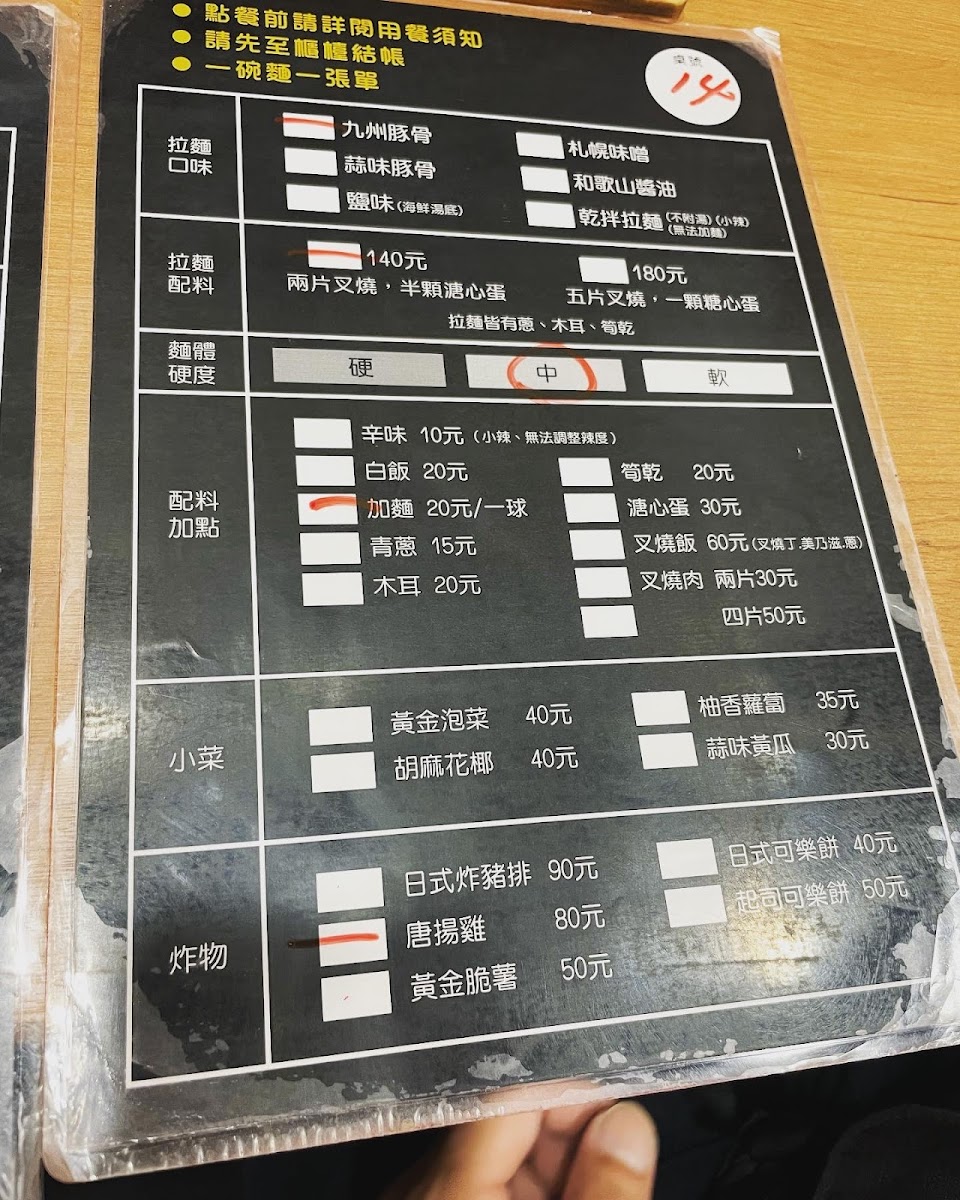 ● 點餐前請詳閱用餐須知
● 請先至櫃檯結帳
● 一碗麵一張單
桌號
14
拉麵
口味
九州豚骨
札幌味噌
蒜味豚骨
和歌山醬油
鹽味(海鮮湯底)
乾拌拉麵(不附湯)(小辣)
(無法加麵)
拉麵
配料
140元
180元
兩片叉燒，半顆溏心蛋
五片叉燒，一顆糖心蛋
拉麵皆有蔥、木耳、筍乾
麵體
硬度
硬
中
軟
配料
加點
辛味 10元(小辣、無法調整辣度)
白飯 20元
筍乾 20元
加麵 20元/一球
溏心蛋 30元
青蔥 15元
叉燒飯 60元(叉燒丁.美乃滋.蔥)
木耳 20元
叉燒肉 兩片30元
四片50元
小菜
黃金泡菜 40元
柚香蘿蔔 35元
胡麻花椰 40元
蒜味黃瓜 30元
炸物
日式炸豬排 90元
日式可樂餅 40元
唐揚雞 80元
起司可樂餅 50元
黃金脆薯 50元